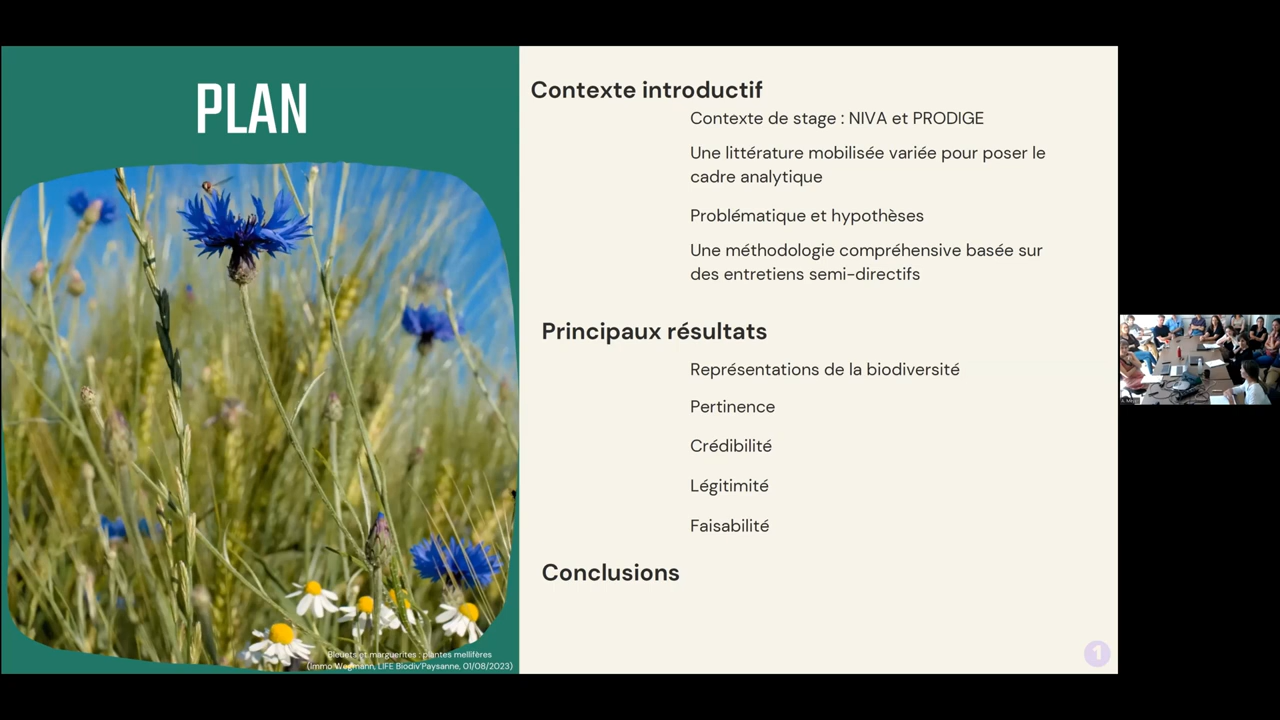 PLAN
Contexte introductif
Contexte de stage : NIVA et PRODIGE
Une littérature mobilisée variée pour poser le
cadre analytique
Problématique et hypothèses
Une méthodologie compréhensive basée sur
des entretiens semi-directifs
Principaux résultats
Représentations de la biodiversité
Pertinence
Crédibilité
Légitimité
Faisabilité
Conclusions
Bleuets et marguerites : plantes mellifères
(Immo Wegmann, LIFE Biodiv'Paysanne, 01/08/2023)
1